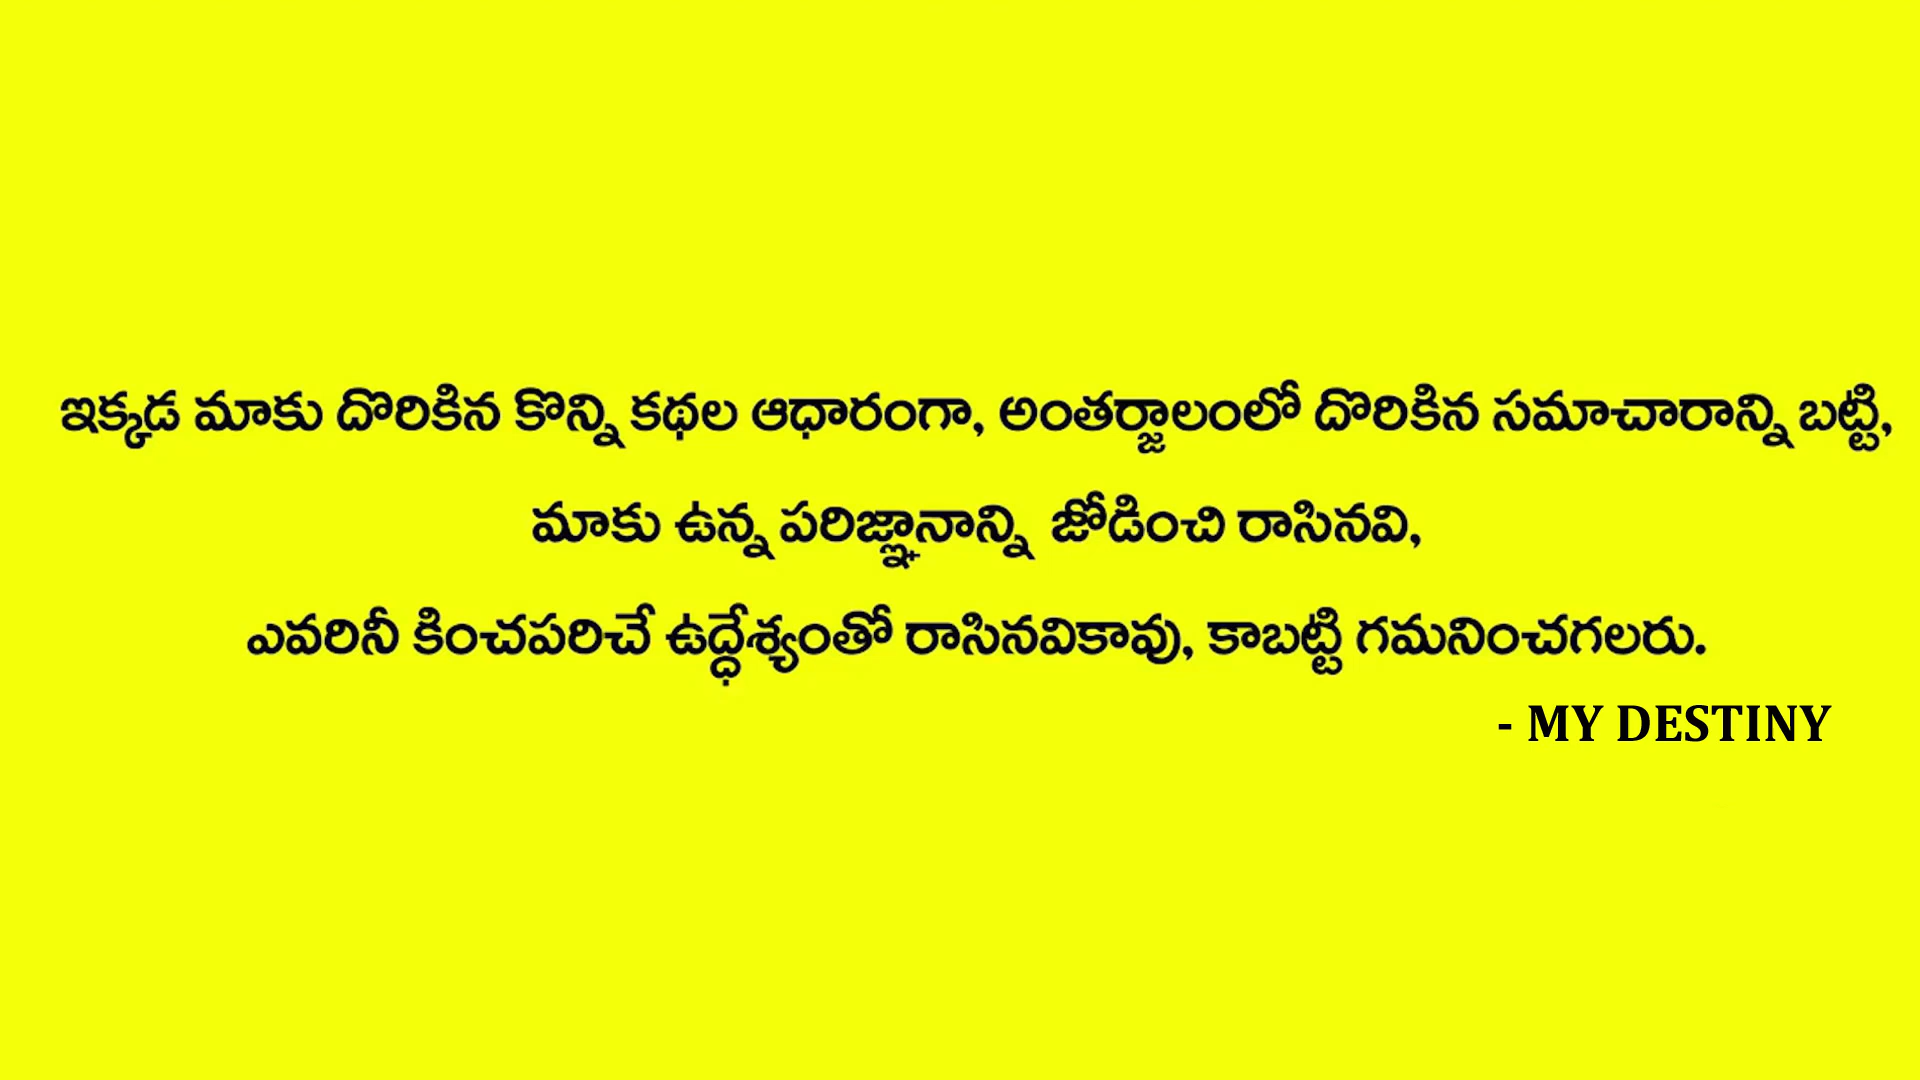 ఇక్కడ మాకు దొరికిన కొన్ని కథల ఆధారంగా, అంతర్జాలంలో దొరికిన సమాచారాన్ని బట్టి,
మాకు ఉన్న పరిజ్ఞానాన్ని జోడించి రాసినవి,
ఎవరినీ కించపరిచే ఉద్ధేశ్యంతో రాసినవికావు, కాబట్టి గమనించగలరు.
- MY DESTINY